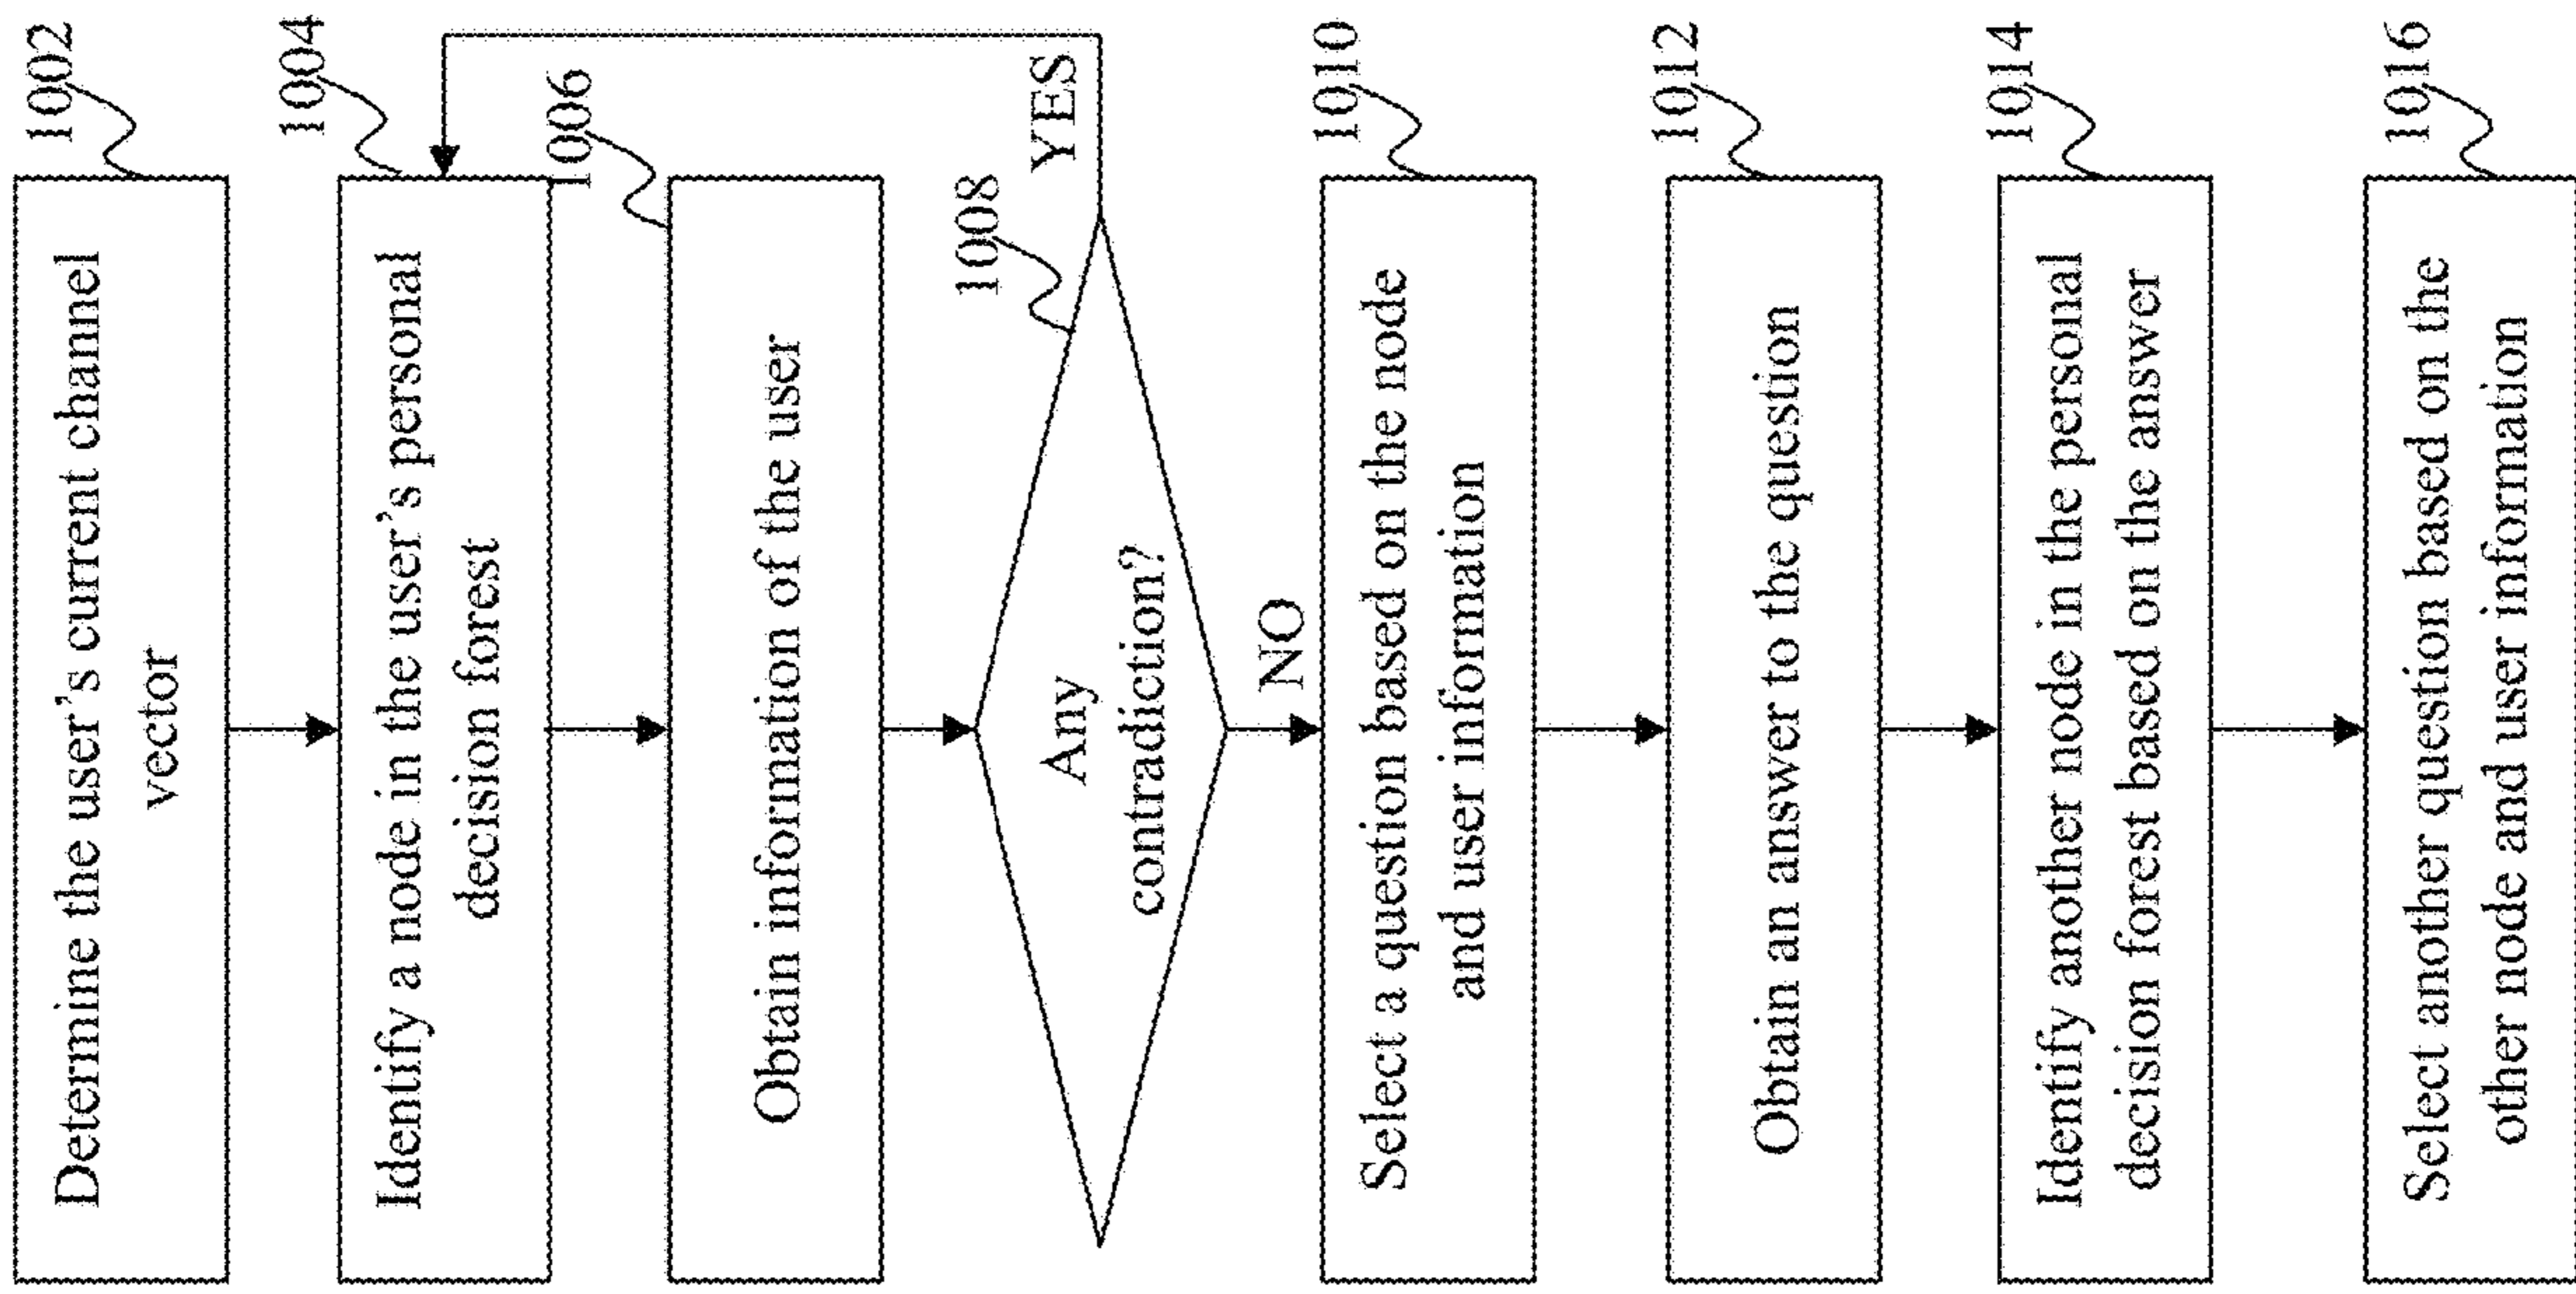 1002
Determine the user's current channel
vector
1004
Identify a node in the user's personal
decision forest
1006
Obtain information of the user
1008
Any
contradiction?
YES
NO
1010
Select a question based on the node
and user information
1012
Obtain an answer to the question
1014
Identify another node in the personal
decision forest based on the answer
1016
Select another question based on the
other node and user information